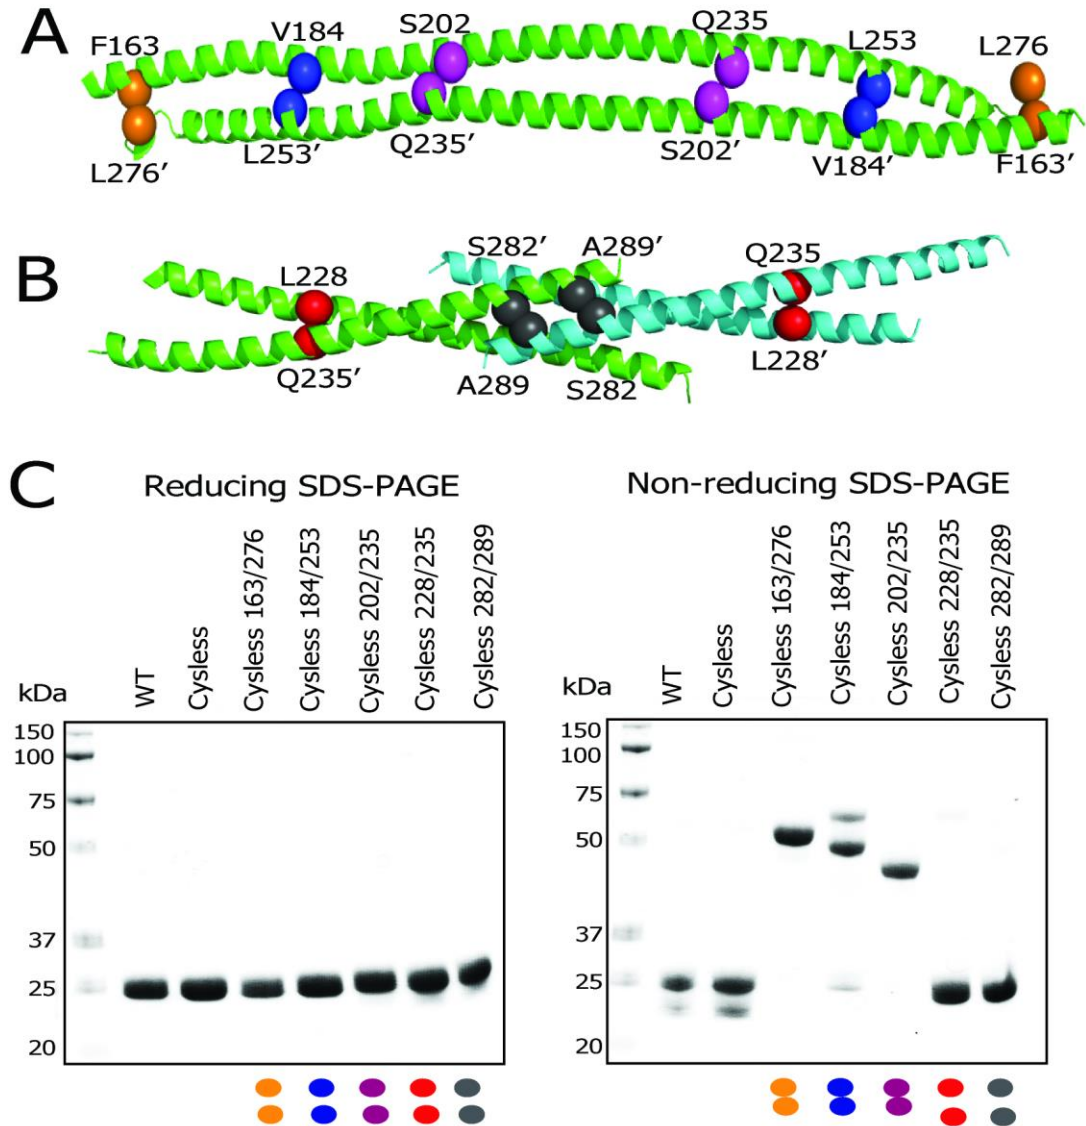 A
F163 V184 S202 Q235 L253 L276
L276′ L253′ Q235′ S202′ V184′ F163′
B
S282′ A289′ Q235
L228
Q235′ L228′
A289 S282
C
Reducing SDS-PAGE
kDa
WT
Cysless
Cysless 163/276
Cysless 184/253
Cysless 202/235
Cysless 228/235
Cysless 282/289
150
100
75
50
37
25
20
Non-reducing SDS-PAGE
kDa
WT
Cysless
Cysless 163/276
Cysless 184/253
Cysless 202/235
Cysless 228/235
Cysless 282/289
150
100
75
50
37
25
20